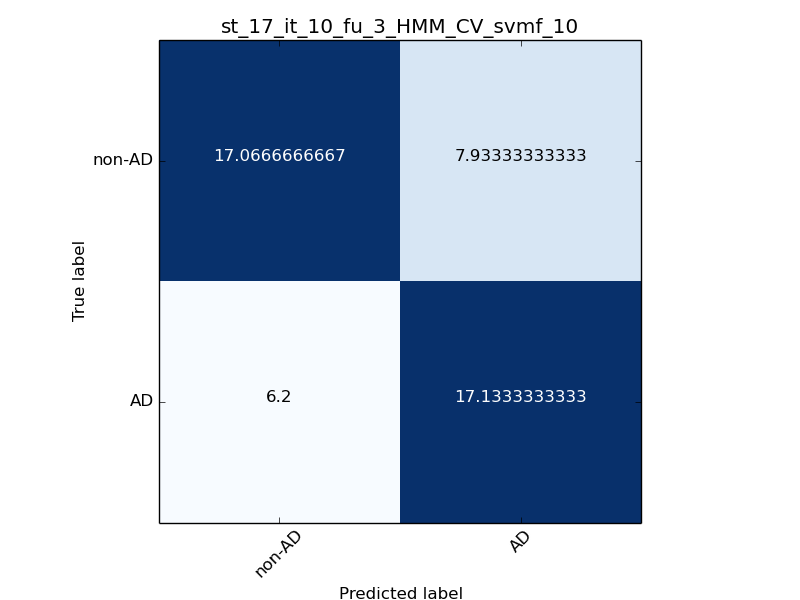 st_17_it_10_fu_3_HMM_CV_svmf_10
non-AD
17.0666666667
7.93333333333
True label
AD
6.2
17.1333333333
non-AD
AD
Predicted label